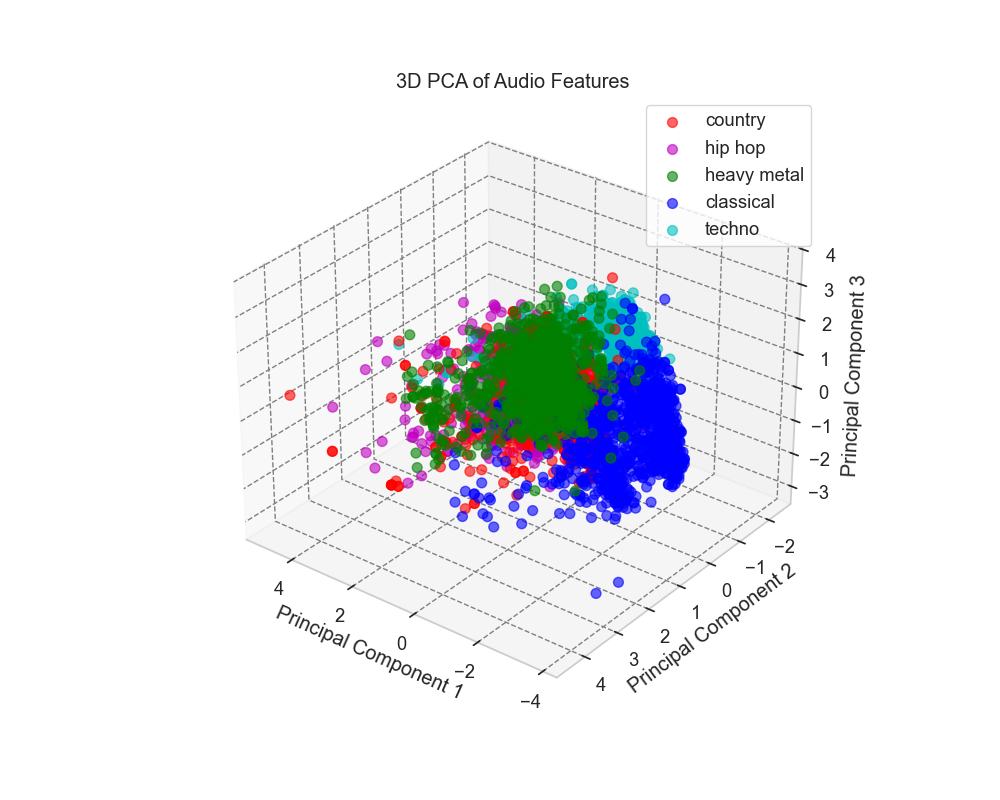 3D PCA of Audio Features
country
hip hop
heavy metal
classical
techno
4
3
2
1
0
−1
−2
−3
Principal Component 3
−2
−1
0
1
2
3
4
Principal Component 2
4
2
0
−2
−4
Principal Component 1